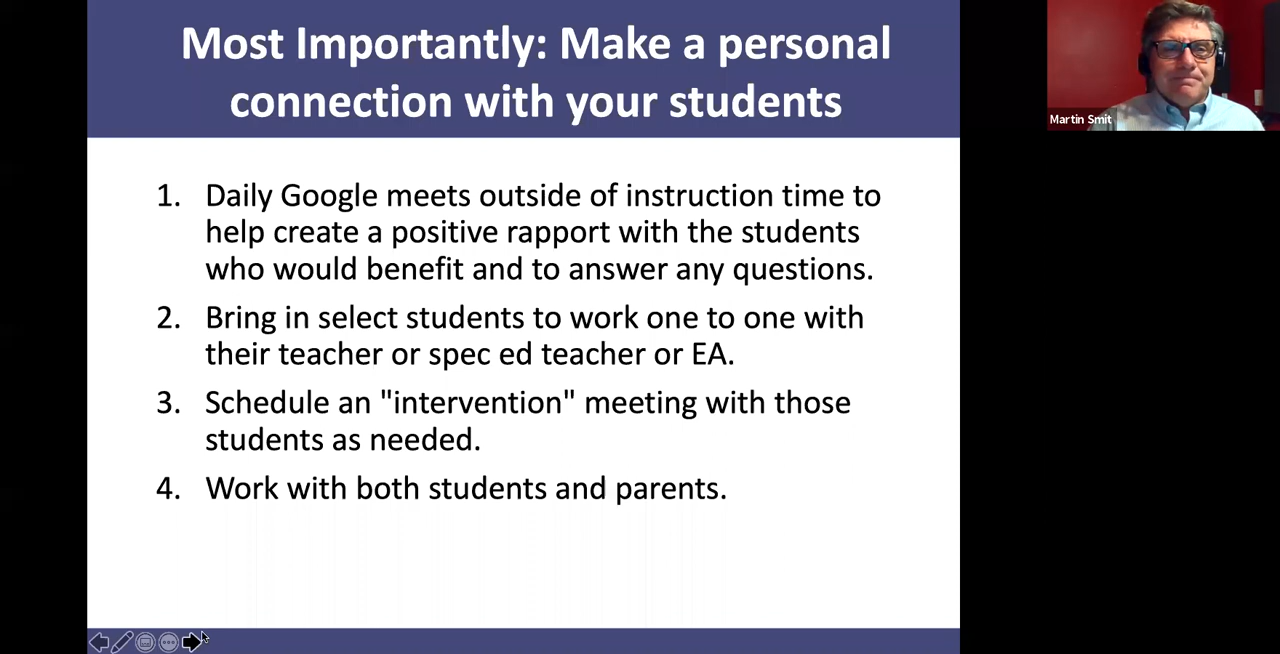 Most Importantly: Make a personal
connection with your students
1. Daily Google meets outside of instruction time to
help create a positive rapport with the students
who would benefit and to answer any questions.
2. Bring in select students to work one to one with
their teacher or spec ed teacher or EA.
3. Schedule an "intervention" meeting with those
students as needed.
4. Work with both students and parents.
Martin Smit